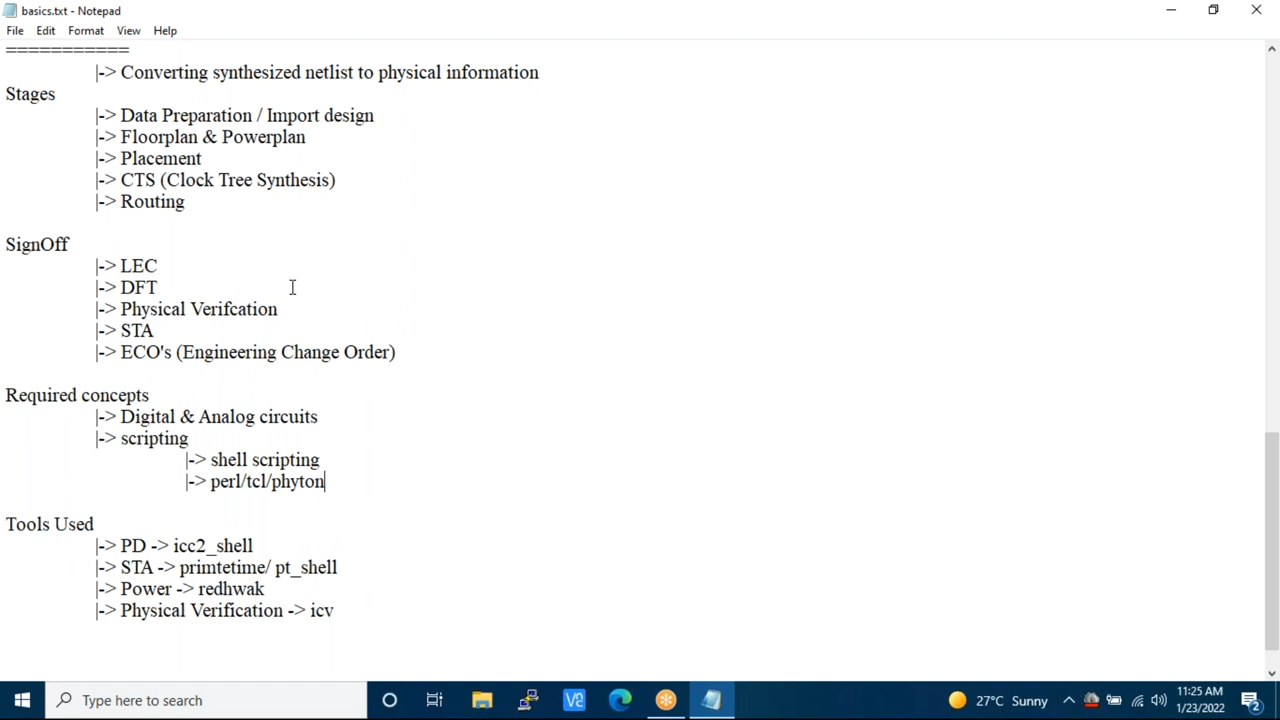 basics.txt - Notepad
File Edit Format View Help
===========
|-> Converting synthesized netlist to physical information
Stages
|-> Data Preparation / Import design
|-> Floorplan & Powerplan
|-> Placement
|-> CTS (Clock Tree Synthesis)
|-> Routing
SignOff
|-> LEC
|-> DFT
|-> Physical Verifcation
|-> STA
|-> ECO's (Engineering Change Order)
Required concepts
|-> Digital & Analog circuits
|-> scripting
|-> shell scripting
|-> perl/tcl/phyton
Tools Used
|-> PD -> icc2_shell
|-> STA -> primtetime/ pt_shell
|-> Power -> redhwak
|-> Physical Verification -> icv
Type here to search
27°C Sunny
11:25 AM
1/23/2022
2